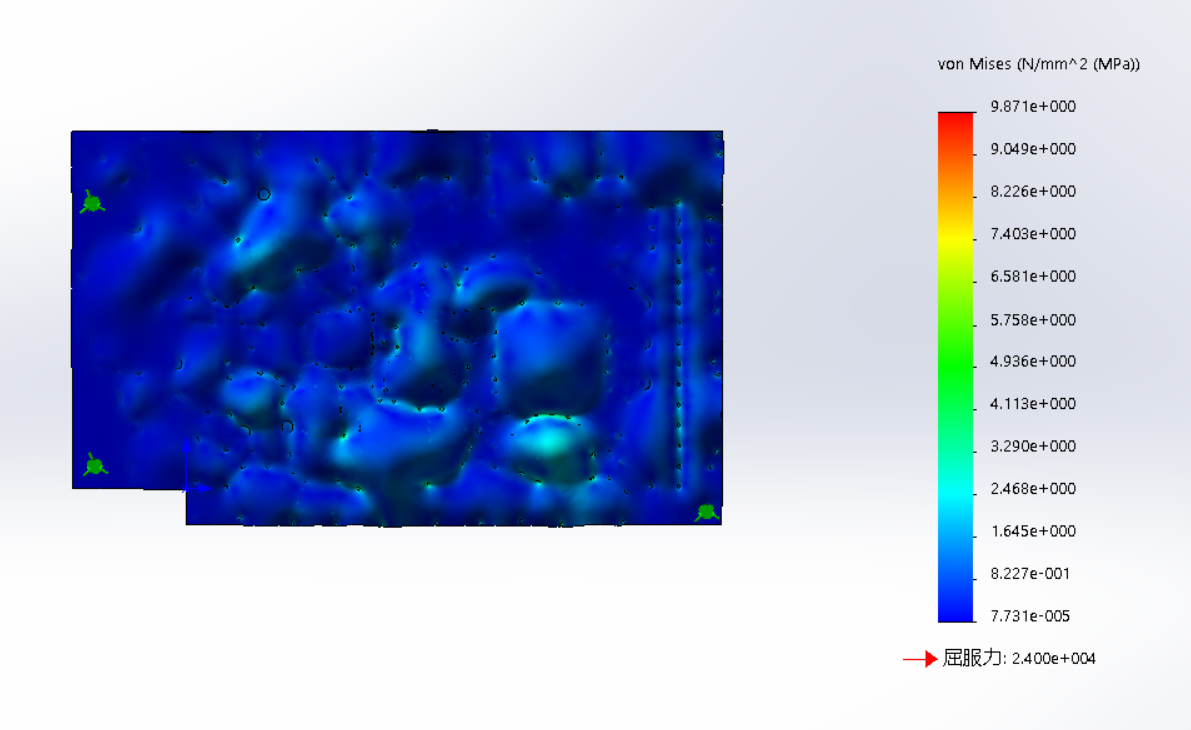 von Mises (N/mm^2 (MPa))
9.871e+000
9.049e+000
8.226e+000
7.403e+000
6.581e+000
5.758e+000
4.936e+000
4.113e+000
3.290e+000
2.468e+000
1.645e+000
8.227e-001
7.731e-005
屈服力: 2.400e+004